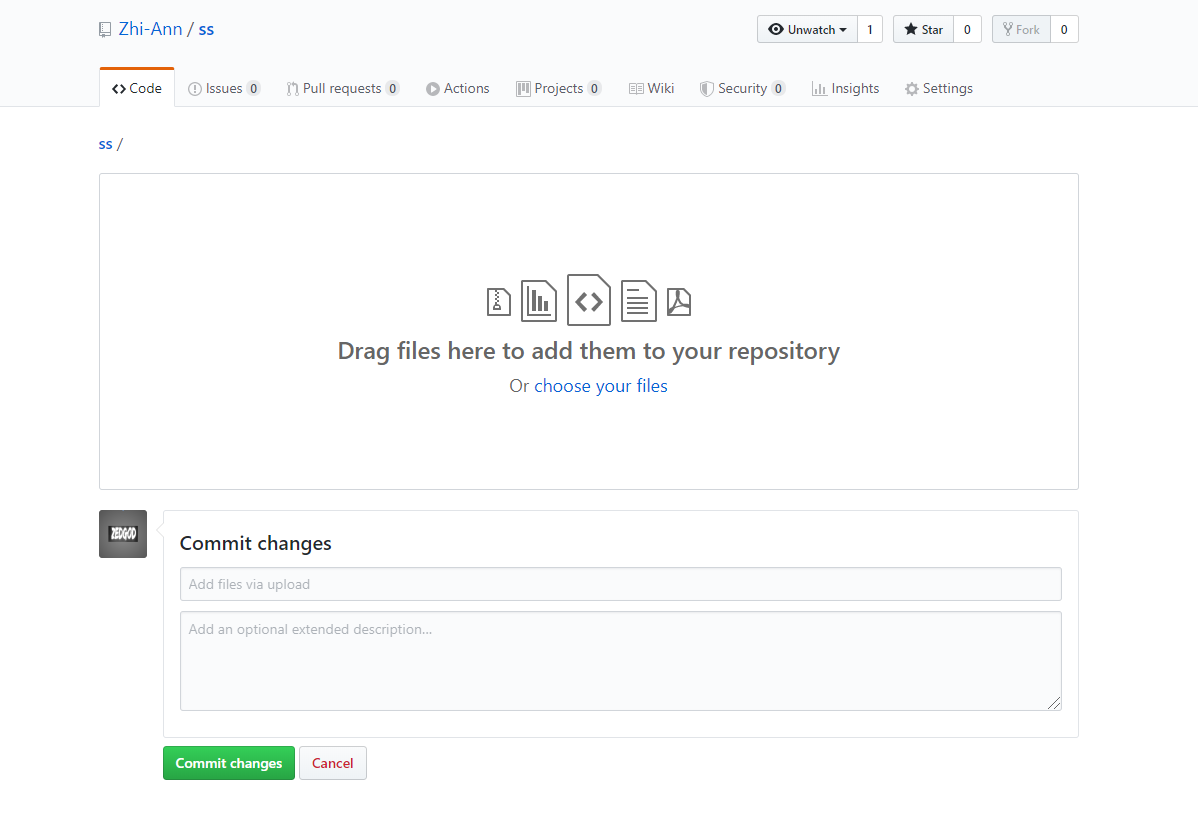 Zhi-Ann / ss
Unwatch 1 Star 0 Fork 0
Code Issues 0 Pull requests 0 Actions Projects 0 Wiki Security 0 Insights Settings
ss /
Drag files here to add them to your repository
Or choose your files
ZEDGOD
Commit changes
Add files via upload
Add an optional extended description...
Commit changes Cancel